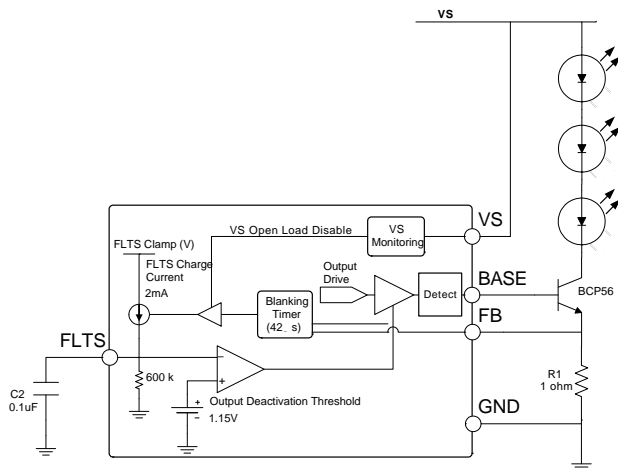 VS
VS
VS Open Load Disable
VS
Monitoring
FLTS Clamp (V)
FLTS Charge
Current
2mA
Output
Drive
BASE
Detect
BCP56
Blanking
Timer
(42. s)
FB
FLTS
600 k
C2
0.1uF
R1
1 ohm
Output Deactivation Threshold
1.15V
GND